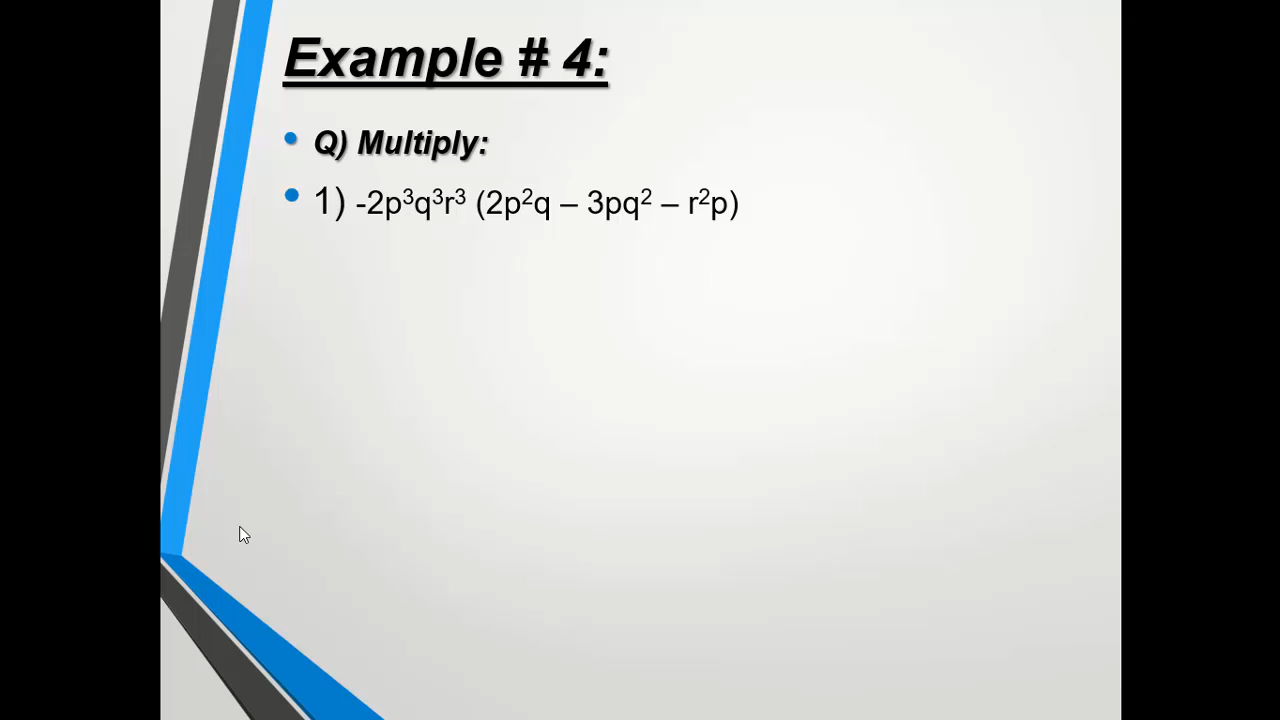 Example # 4:
• Q) Multiply:
• 1) -2p³q³r³ (2p²q – 3pq² – r²p)